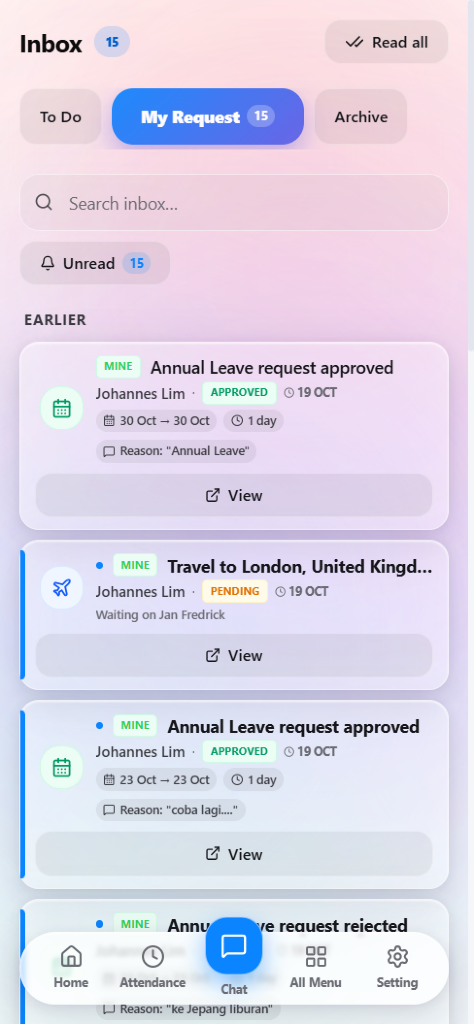 Inbox 15 Read all
To Do My Request 15 Archive
Search inbox...
Unread 15
EARLIER
MINE Annual Leave request approved
Johannes Lim · APPROVED 19 OCT
30 Oct → 30 Oct 1 day
Reason: "Annual Leave"
View
MINE Travel to London, United Kingd...
Johannes Lim · PENDING 19 OCT
Waiting on Jan Fredrick
View
MINE Annual Leave request approved
Johannes Lim · APPROVED 19 OCT
23 Oct → 23 Oct 1 day
Reason: "coba lagi...."
View
MINE request rejected
Home Attendance Chat All Menu Setting
Reason: "ke Jepang liburan"